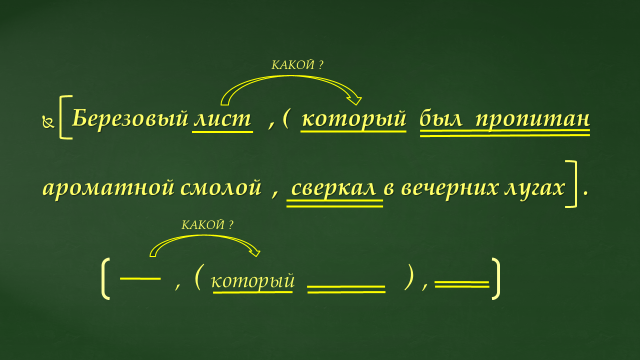 КАКОЙ ?
[ Березовый лист , ( который был пропитан
ароматной смолой , сверкал в вечерних лугах ] .
КАКОЙ ?
[ , ( который ) , ]